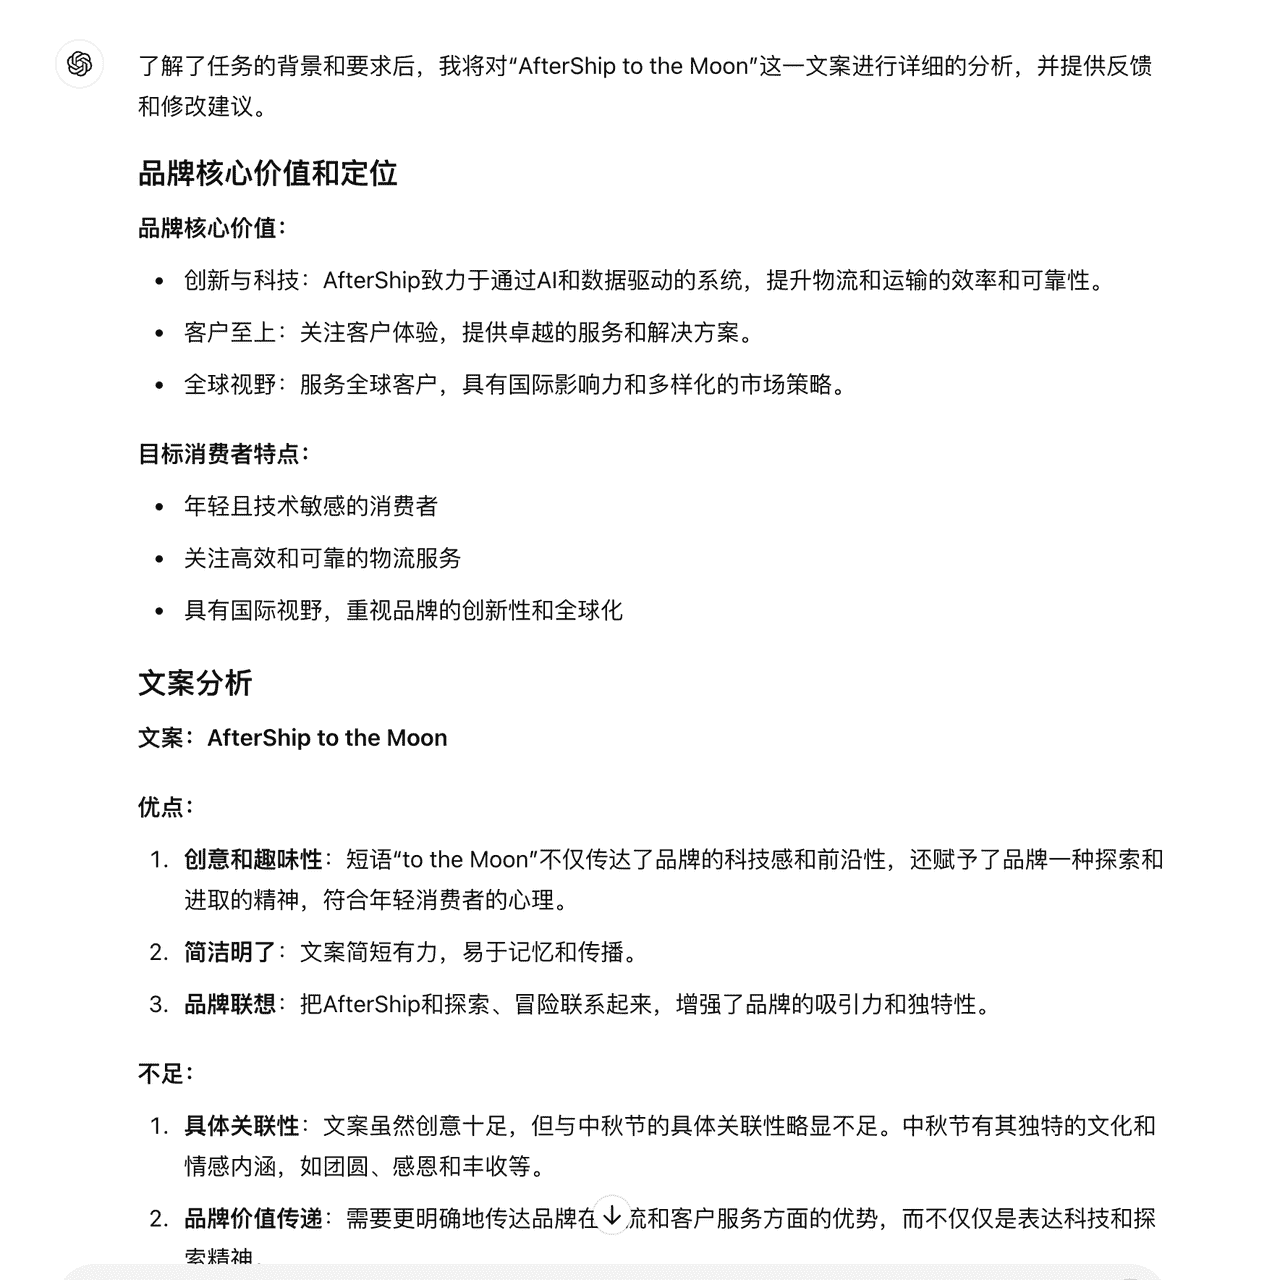 了解了任务的背景和要求后，我将对“AfterShip to the Moon”这一文案进行详细的分析，并提供反馈
和修改建议。
品牌核心价值和定位
品牌核心价值：
• 创新与科技：AfterShip致力于通过AI和数据驱动的系统，提升物流和运输的效率和可靠性。
• 客户至上：关注客户体验，提供卓越的服务和解决方案。
• 全球视野：服务全球客户，具有国际影响力和多样化的市场策略。
目标消费者特点：
• 年轻且技术敏感的消费者
• 关注高效和可靠的物流服务
• 具有国际视野，重视品牌的创新性和全球化
文案分析
文案：AfterShip to the Moon
优点：
1. 创意和趣味性：短语“to the Moon”不仅传达了品牌的科技感和前沿性，还赋予了品牌一种探索和
进取的精神，符合年轻消费者的心理。
2. 简洁明了：文案简短有力，易于记忆和传播。
3. 品牌联想：把AfterShip和探索、冒险联系起来，增强了品牌的吸引力和独特性。
不足：
1. 具体关联性：文案虽然创意十足，但与中秋节的具体关联性略显不足。中秋节有其独特的文化和
情感内涵，如团圆、感恩和丰收等。
2. 品牌价值传递：需要更明确地传达品牌在流和客户服务方面的优势，而不仅仅是表达科技和探
索精神。